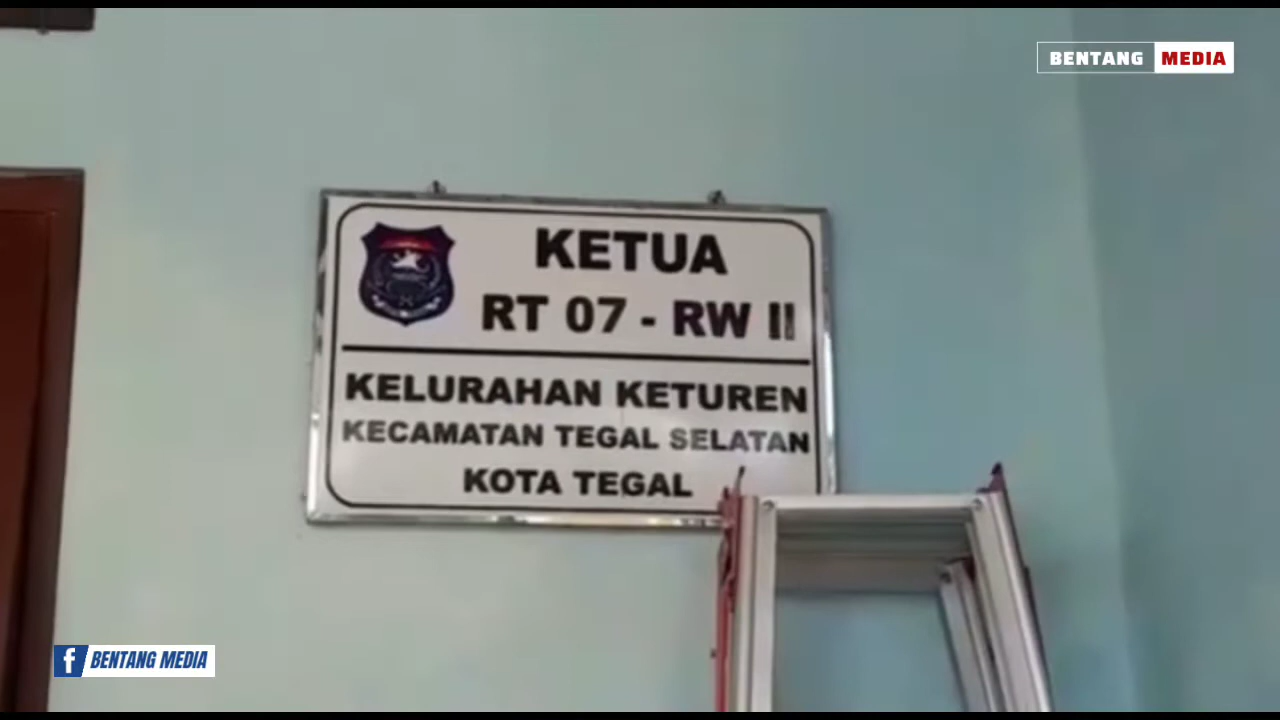 BENTANG MEDIA
KETUA
RT 07 - RW II
KELURAHAN KETUREN
KECAMATAN TEGAL SELATAN
KOTA TEGAL
f BENTANG MEDIA